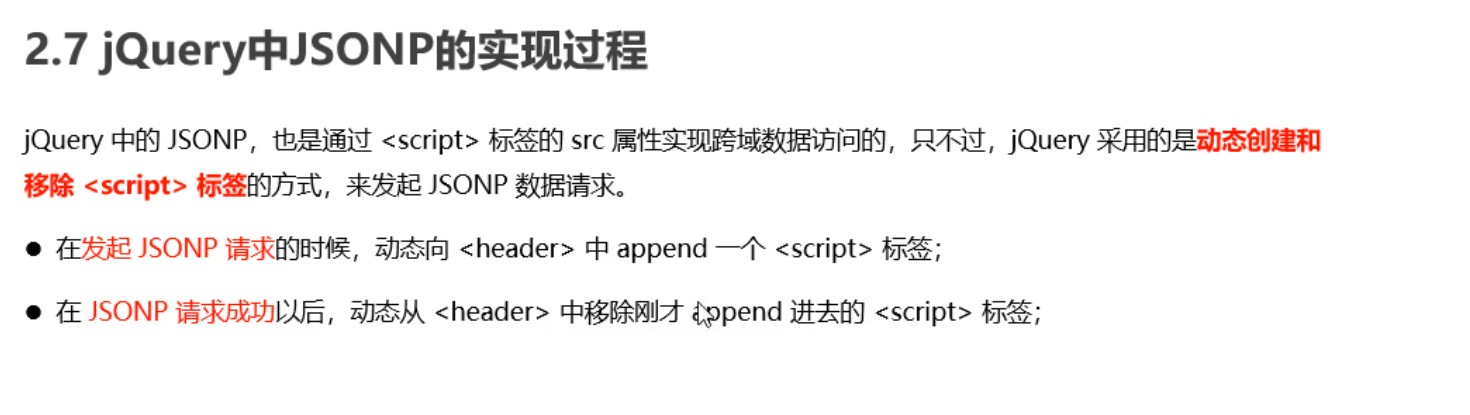 2.7 jQuery中JSONP的实现过程
jQuery 中的 JSONP，也是通过 <script> 标签的 src 属性实现跨域数据访问的，只不过，jQuery 采用的是动态创建和
移除 <script> 标签的方式，来发起 JSONP 数据请求。
● 在发起 JSONP 请求的时候，动态向 <header> 中 append 一个 <script> 标签；
● 在 JSONP 请求成功以后，动态从 <header> 中移除刚才 append 进去的 <script> 标签；